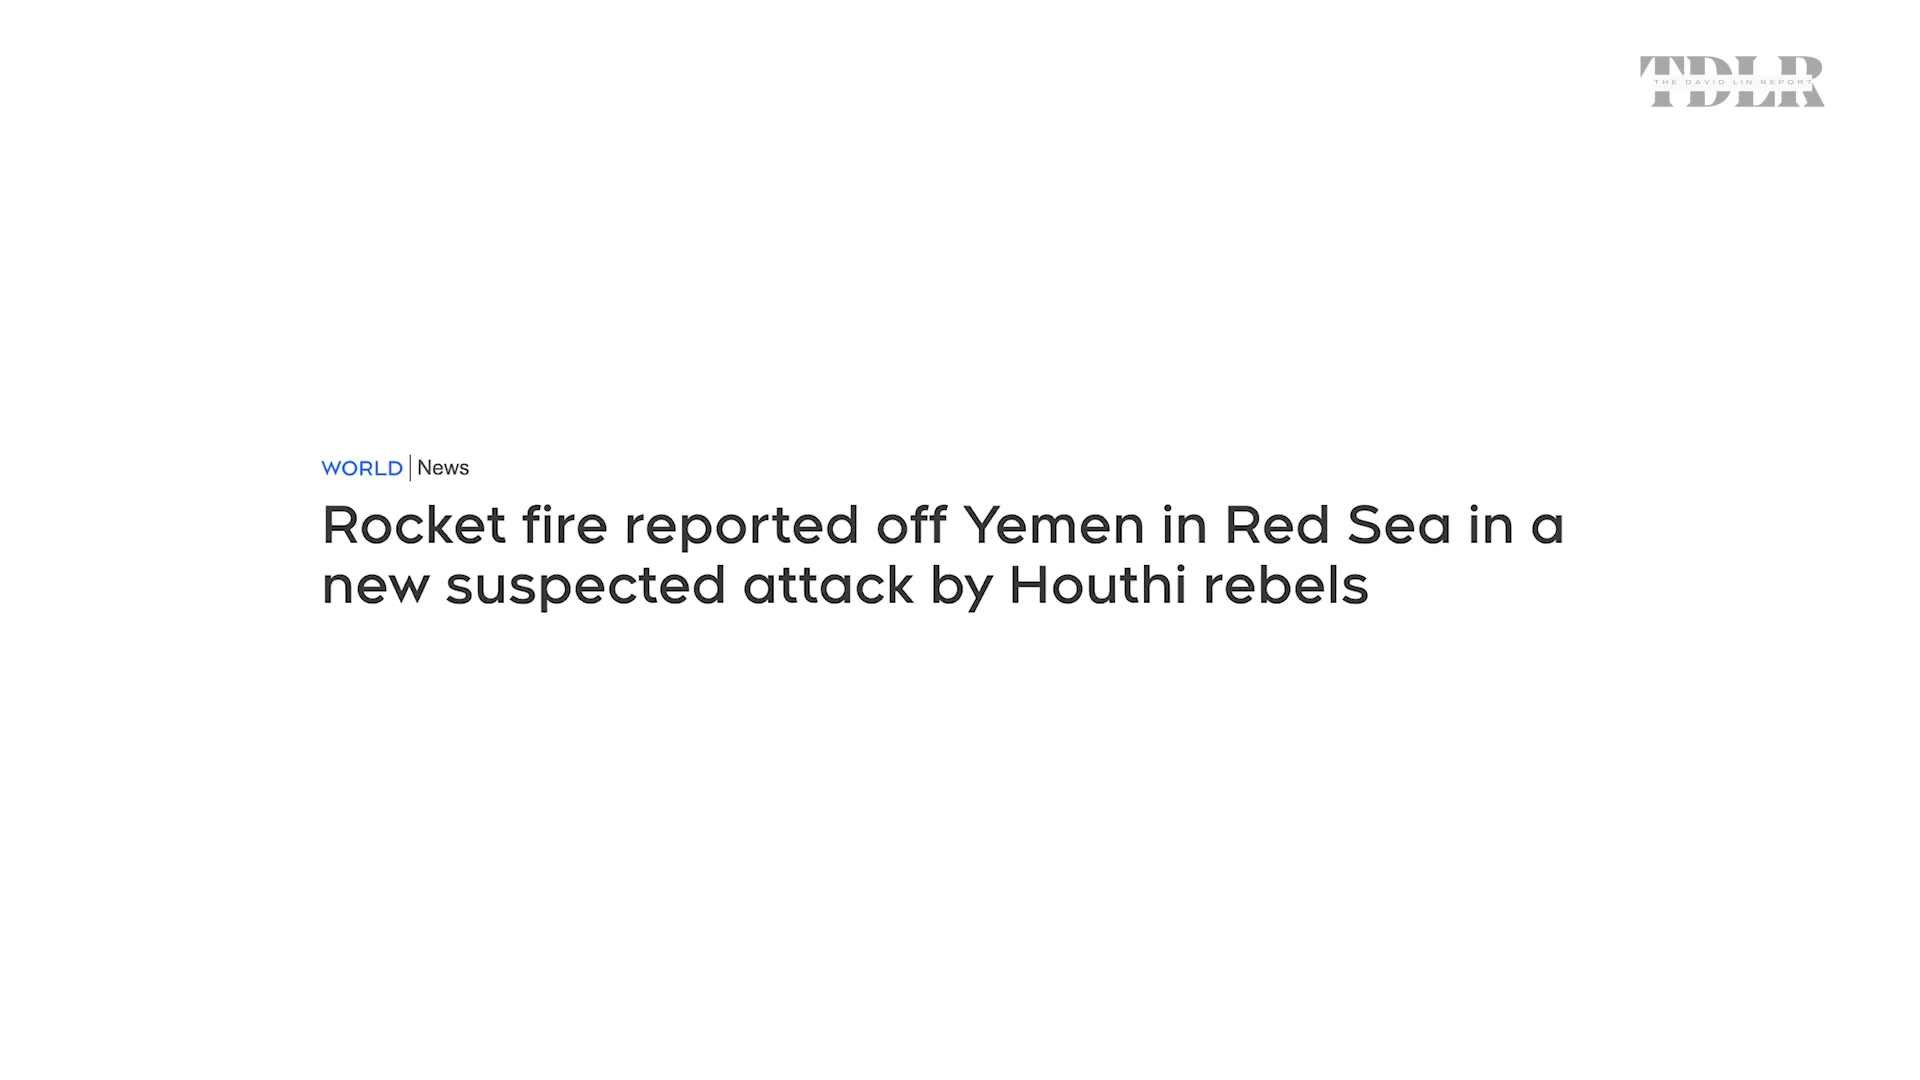 TDLR
THE DAVID LIN REPORT
WORLD | News
Rocket fire reported off Yemen in Red Sea in a
new suspected attack by Houthi rebels